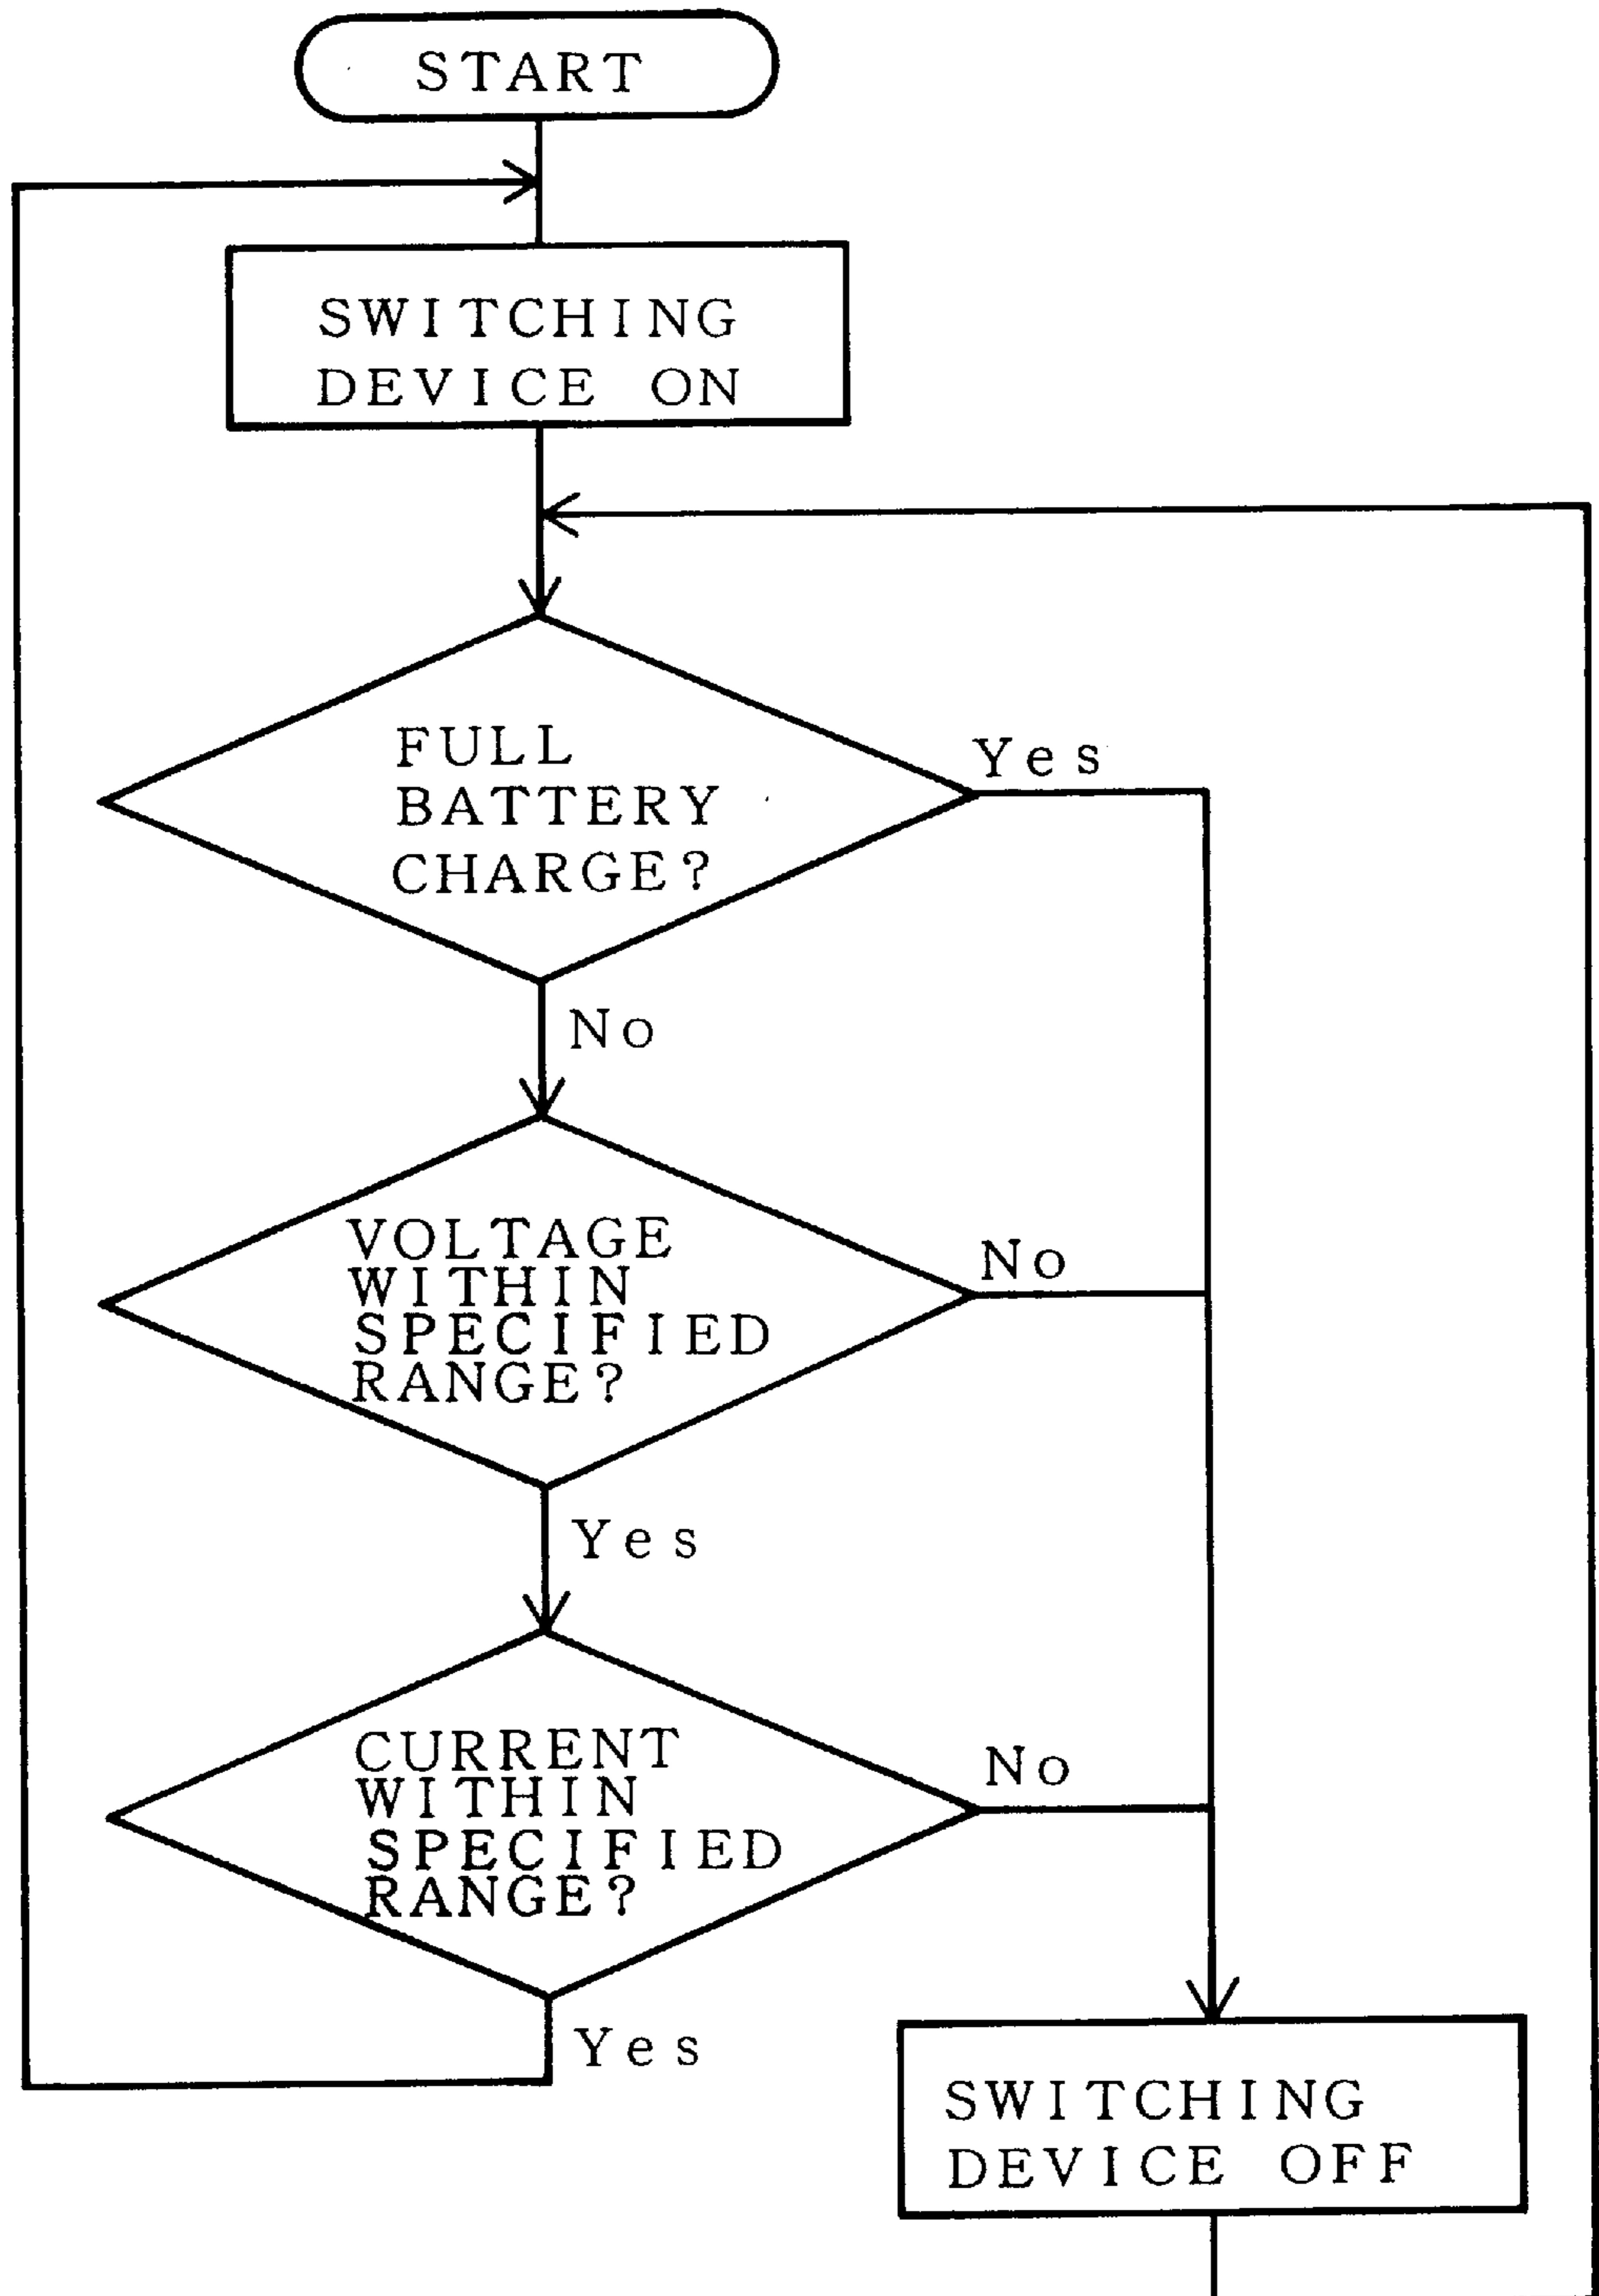 START
SWITCHING
DEVICE ON
FULL
BATTERY
CHARGE?
Yes
No
VOLTAGE
WITHIN
SPECIFIED
RANGE?
No
Yes
CURRENT
WITHIN
SPECIFIED
RANGE?
No
Yes
SWITCHING
DEVICE OFF